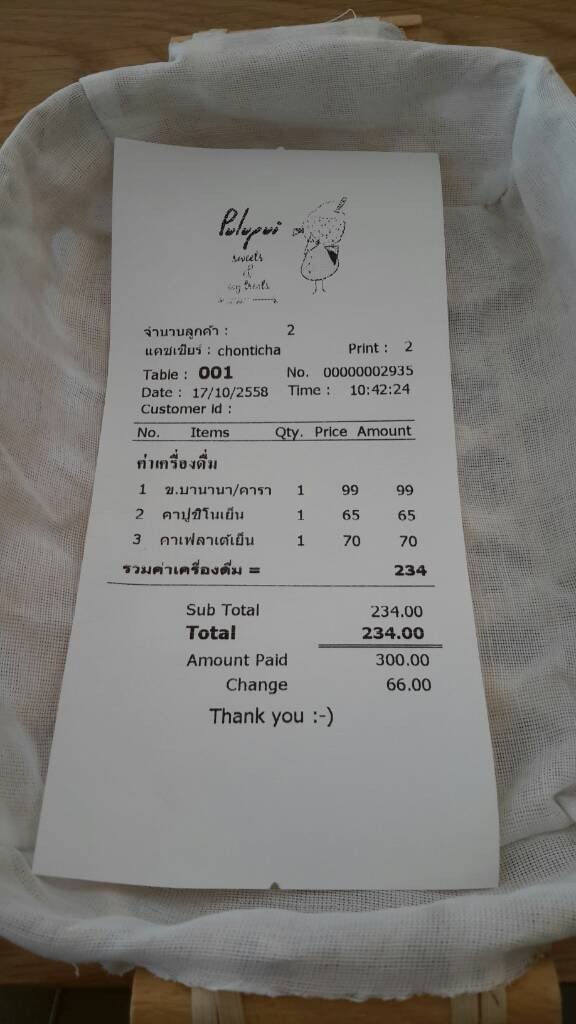 Pulupui
sweets
&
จำนวนลูกค้า : 2
แคชเชียร์ : chonticha Print : 2
Table : 001 No. 00000002935
Date : 17/10/2558 Time : 10:42:24
Customer id :
No. Items Qty. Price Amount
ค่าเครื่องดื่ม
1 ข.บานานา/คารา 1 99 99
2 คาปูชิโนเย็น 1 65 65
3 คาเฟลาเต้เย็น 1 70 70
รวมค่าเครื่องดื่ม = 234
Sub Total 234.00
Total 234.00
Amount Paid 300.00
Change 66.00
Thank you :-)